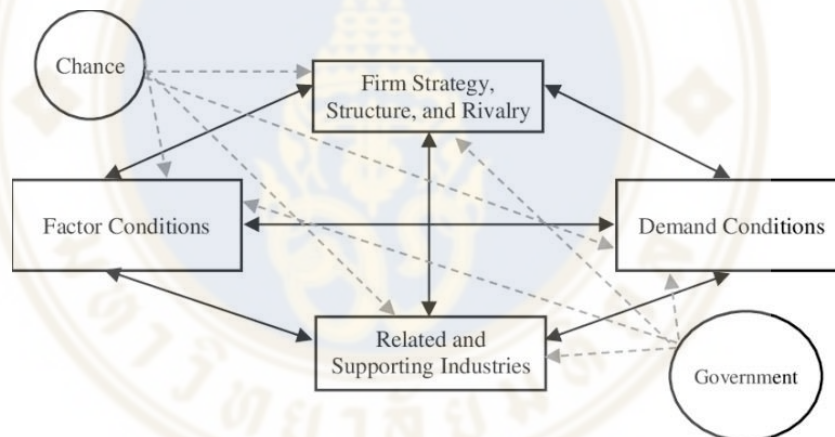 Chance
Firm Strategy,
Structure, and Rivalry
Factor Conditions
Demand Conditions
Related and
Supporting Industries
Government